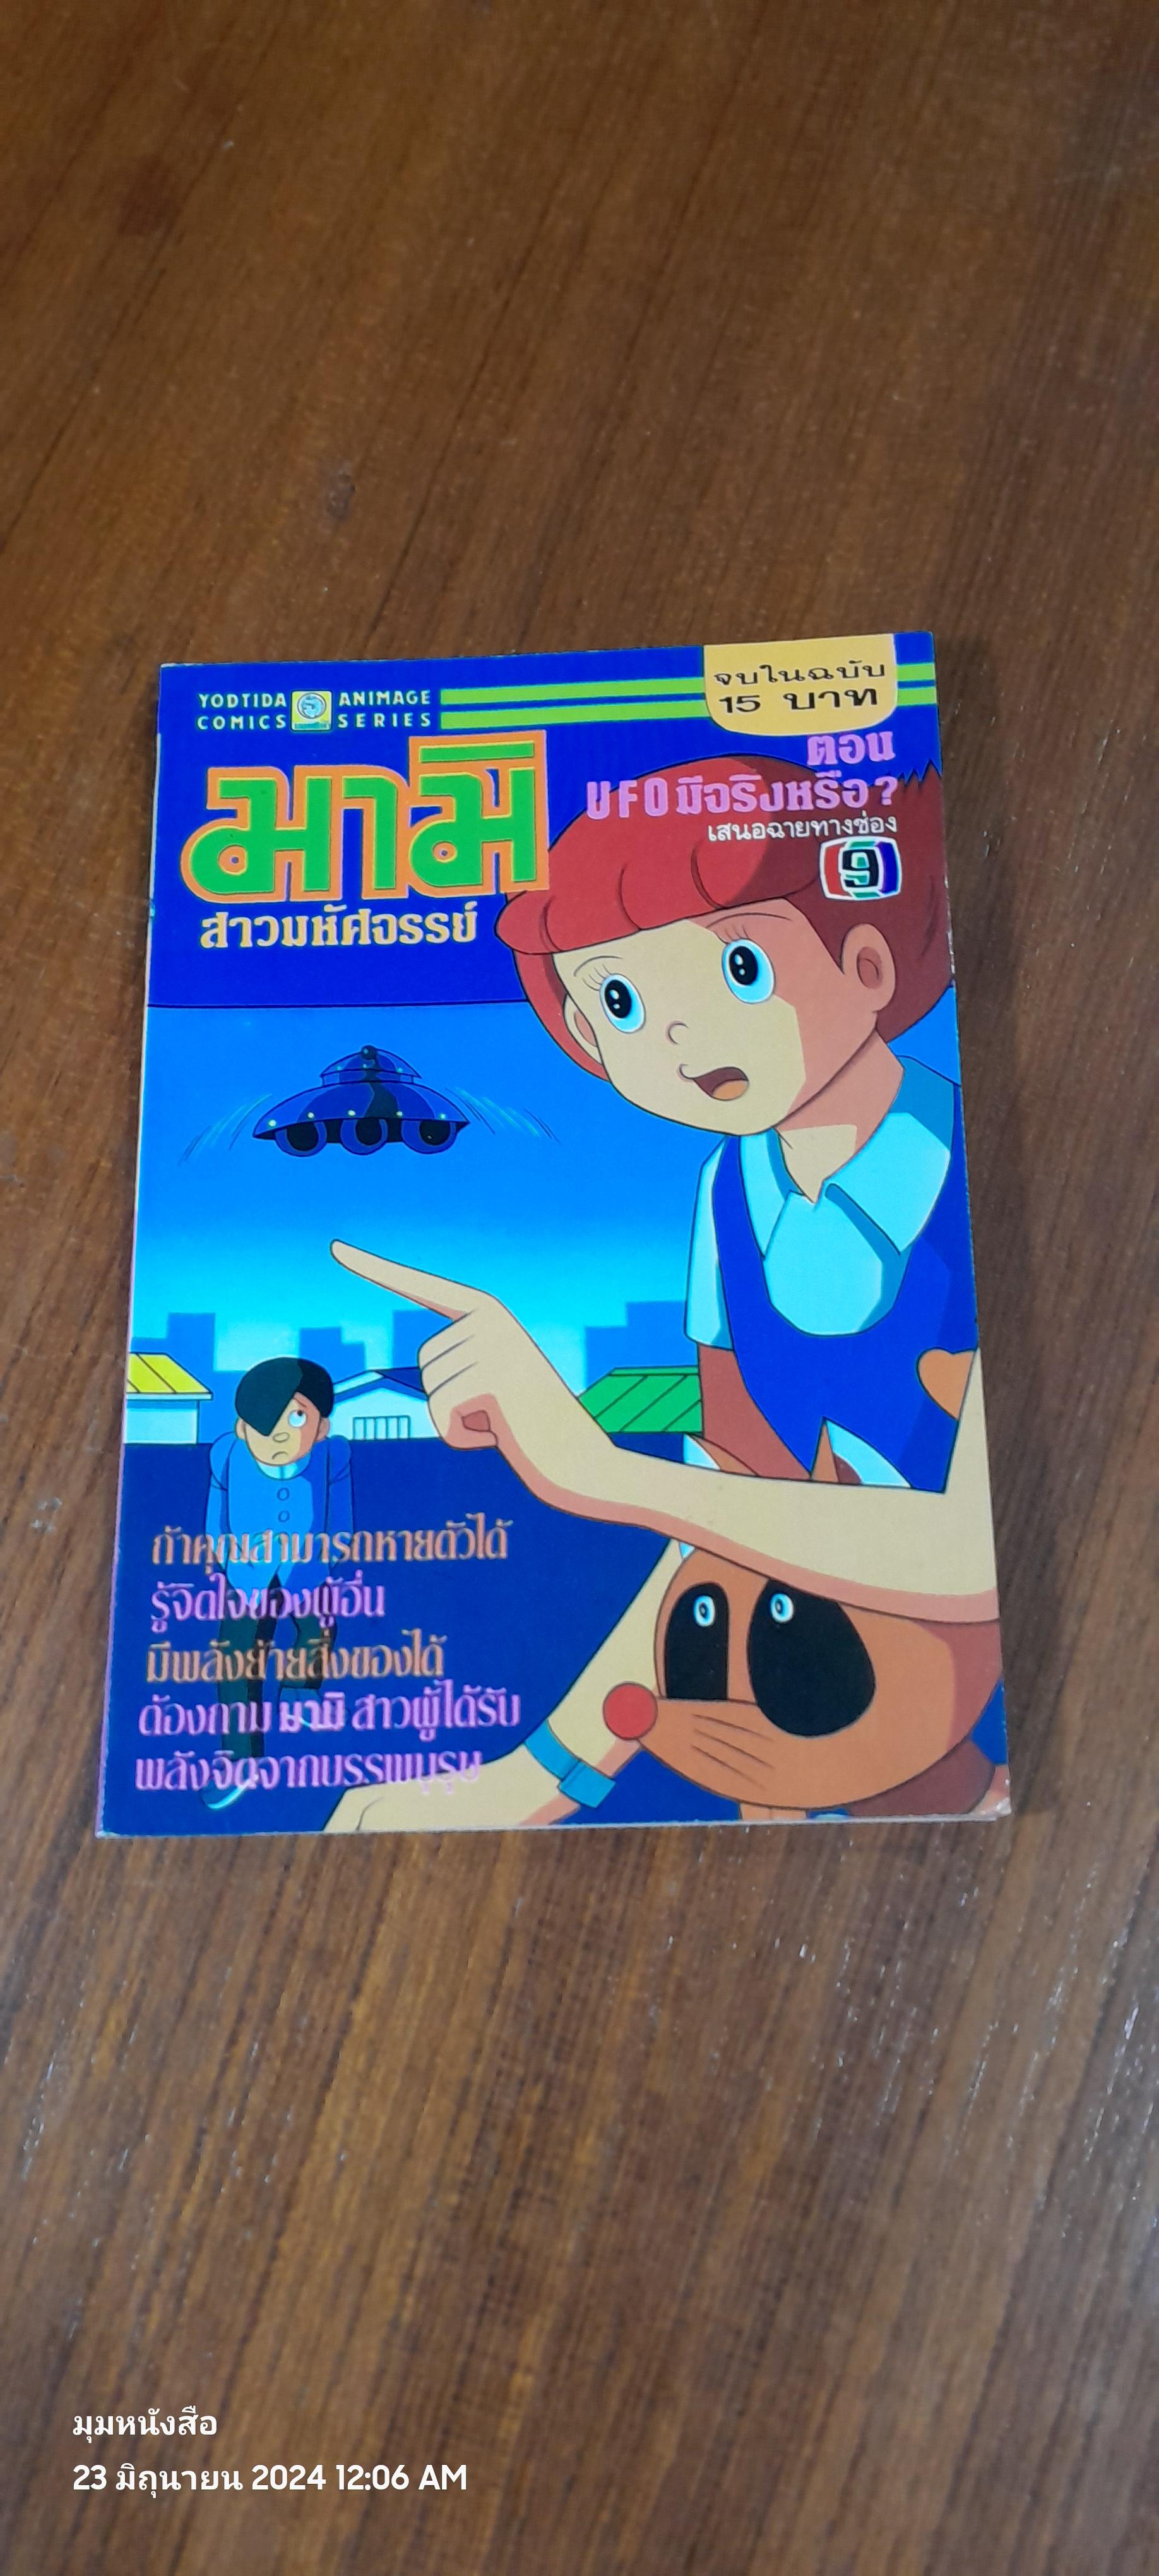 YODTIDA ANIMAGE
COMICS SERIES
จบในฉบับ
15 บาท
มามิ
สาวมหัศจรรย์
ตอน
UFO มีจริงหรือ?
เสนอฉายทางช่อง
9
ถ้าคุณสามารถหายตัวได้
รู้จิตใจของผู้อื่น
มีพลังย้ายสิ่งของได้
ต้องถาม มามิ สาวผู้ได้รับ
พลังจิตจากบรรพบุรุษ
มุมหนังสือ
23 มิถุนายน 2024 12:06 AM